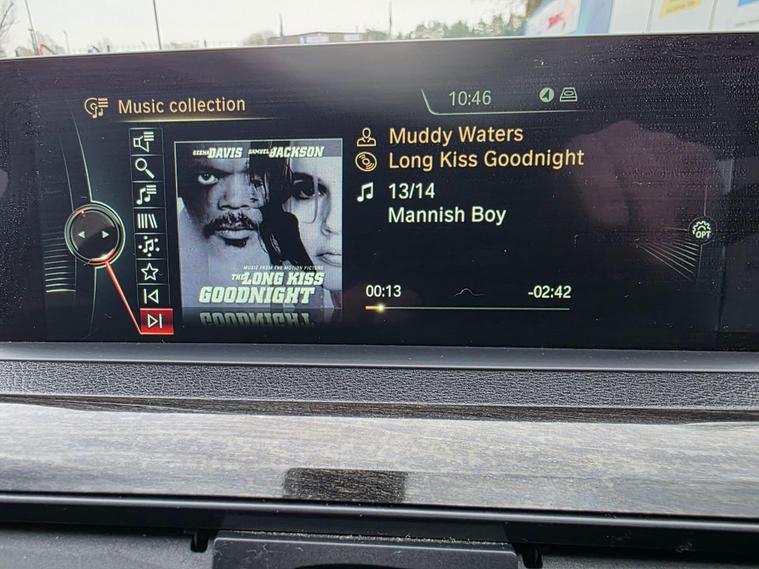 Music collection
10:46
GEENA DAVIS SAMUEL L. JACKSON
Muddy Waters
Long Kiss Goodnight
13/14
Mannish Boy
MUSIC FROM THE MOTION PICTURE
THE LONG KISS
GOODNIGHT
GOODNIGHT
00:13
-02:42
OPT